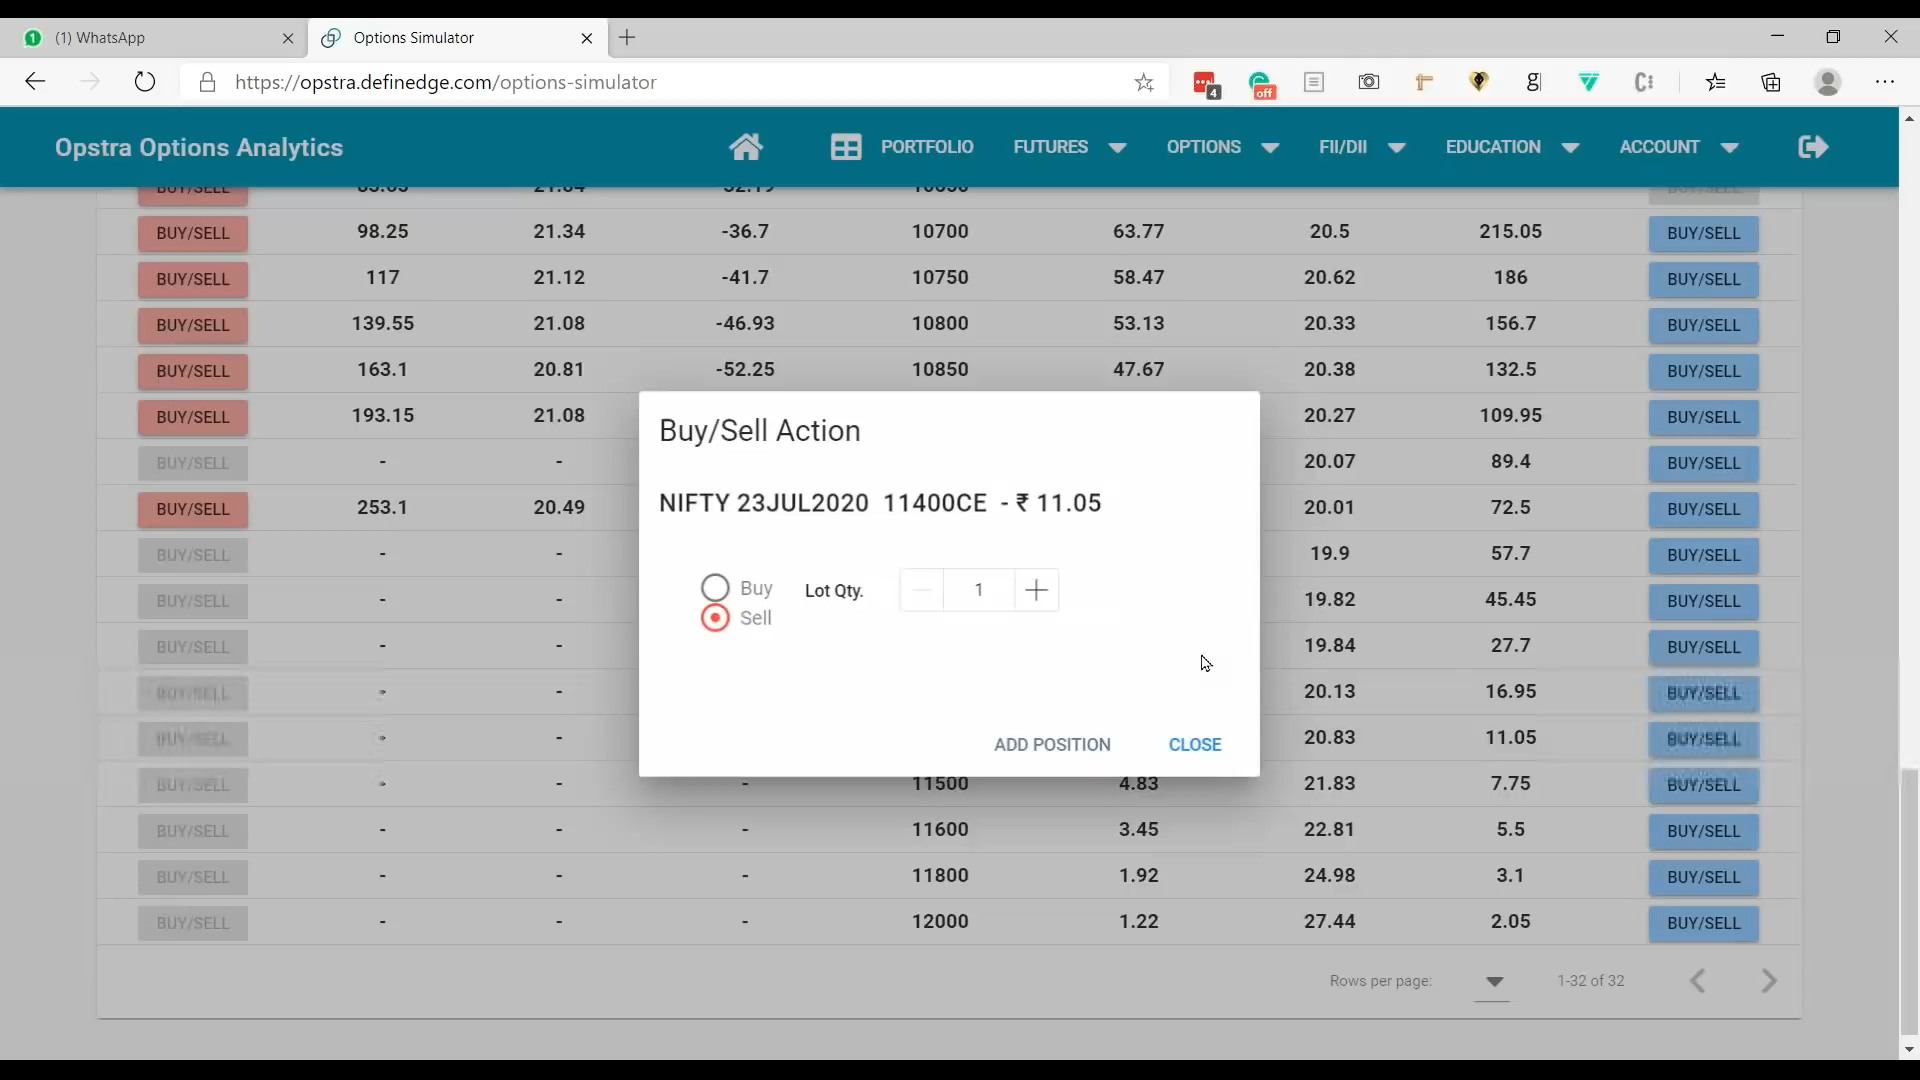 1 (1) WhatsApp
Options Simulator
https://opstra.definedge.com/options-simulator
4 off
Opstra Options Analytics PORTFOLIO FUTURES OPTIONS FII/DII EDUCATION ACCOUNT
BUY/SELL 98.25 21.34 -36.7 10700 63.77 20.5 215.05 BUY/SELL
BUY/SELL 117 21.12 -41.7 10750 58.47 20.62 186 BUY/SELL
BUY/SELL 139.55 21.08 -46.93 10800 53.13 20.33 156.7 BUY/SELL
BUY/SELL 163.1 20.81 -52.25 10850 47.67 20.38 132.5 BUY/SELL
BUY/SELL 193.15 21.08 20.27 109.95 BUY/SELL
BUY/SELL - - 20.07 89.4 BUY/SELL
BUY/SELL 253.1 20.49 20.01 72.5 BUY/SELL
BUY/SELL - - 19.9 57.7 BUY/SELL
BUY/SELL - - 19.82 45.45 BUY/SELL
BUY/SELL - - 19.84 27.7 BUY/SELL
BUY/SELL - - 20.13 16.95 BUY/SELL
BUY/SELL - - 20.83 11.05 BUY/SELL
BUY/SELL - - - 11500 4.83 21.83 7.75 BUY/SELL
BUY/SELL - - - 11600 3.45 22.81 5.5 BUY/SELL
BUY/SELL - - - 11800 1.92 24.98 3.1 BUY/SELL
BUY/SELL - - - 12000 1.22 27.44 2.05 BUY/SELL
Buy/Sell Action
NIFTY 23JUL2020 11400CE - ₹ 11.05
Buy Lot Qty. 1
Sell
ADD POSITION CLOSE
Rows per page: 1-32 of 32